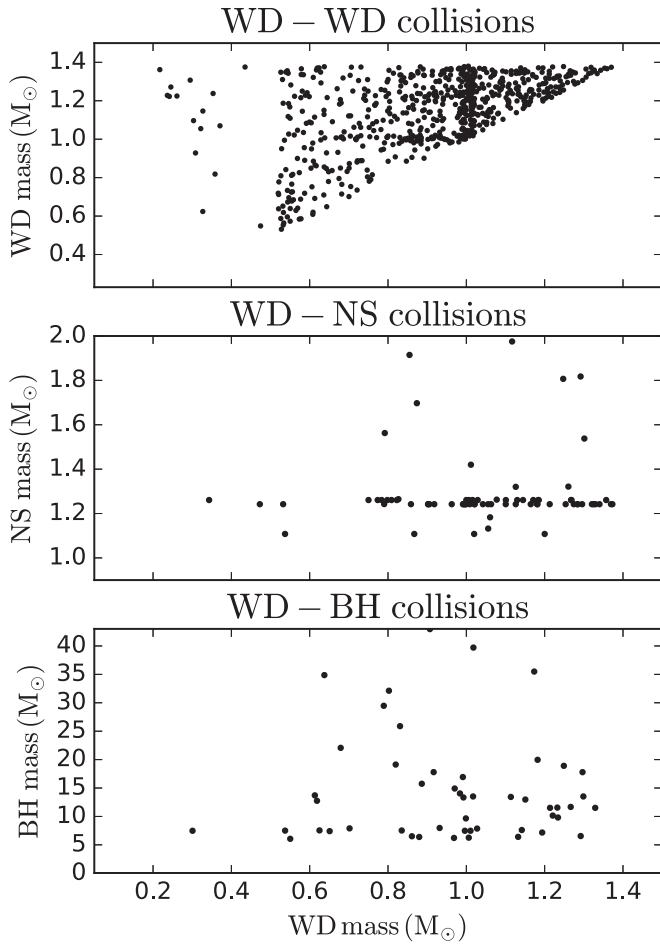 WD – WD collisions
WD mass (M⊙)
1.4
1.2
1.0
0.8
0.6
0.4
WD – NS collisions
NS mass (M⊙)
2.0
1.8
1.6
1.4
1.2
1.0
WD – BH collisions
BH mass (M⊙)
40
35
30
25
20
15
10
5
0
0.2 0.4 0.6 0.8 1.0 1.2 1.4
WD mass (M⊙)